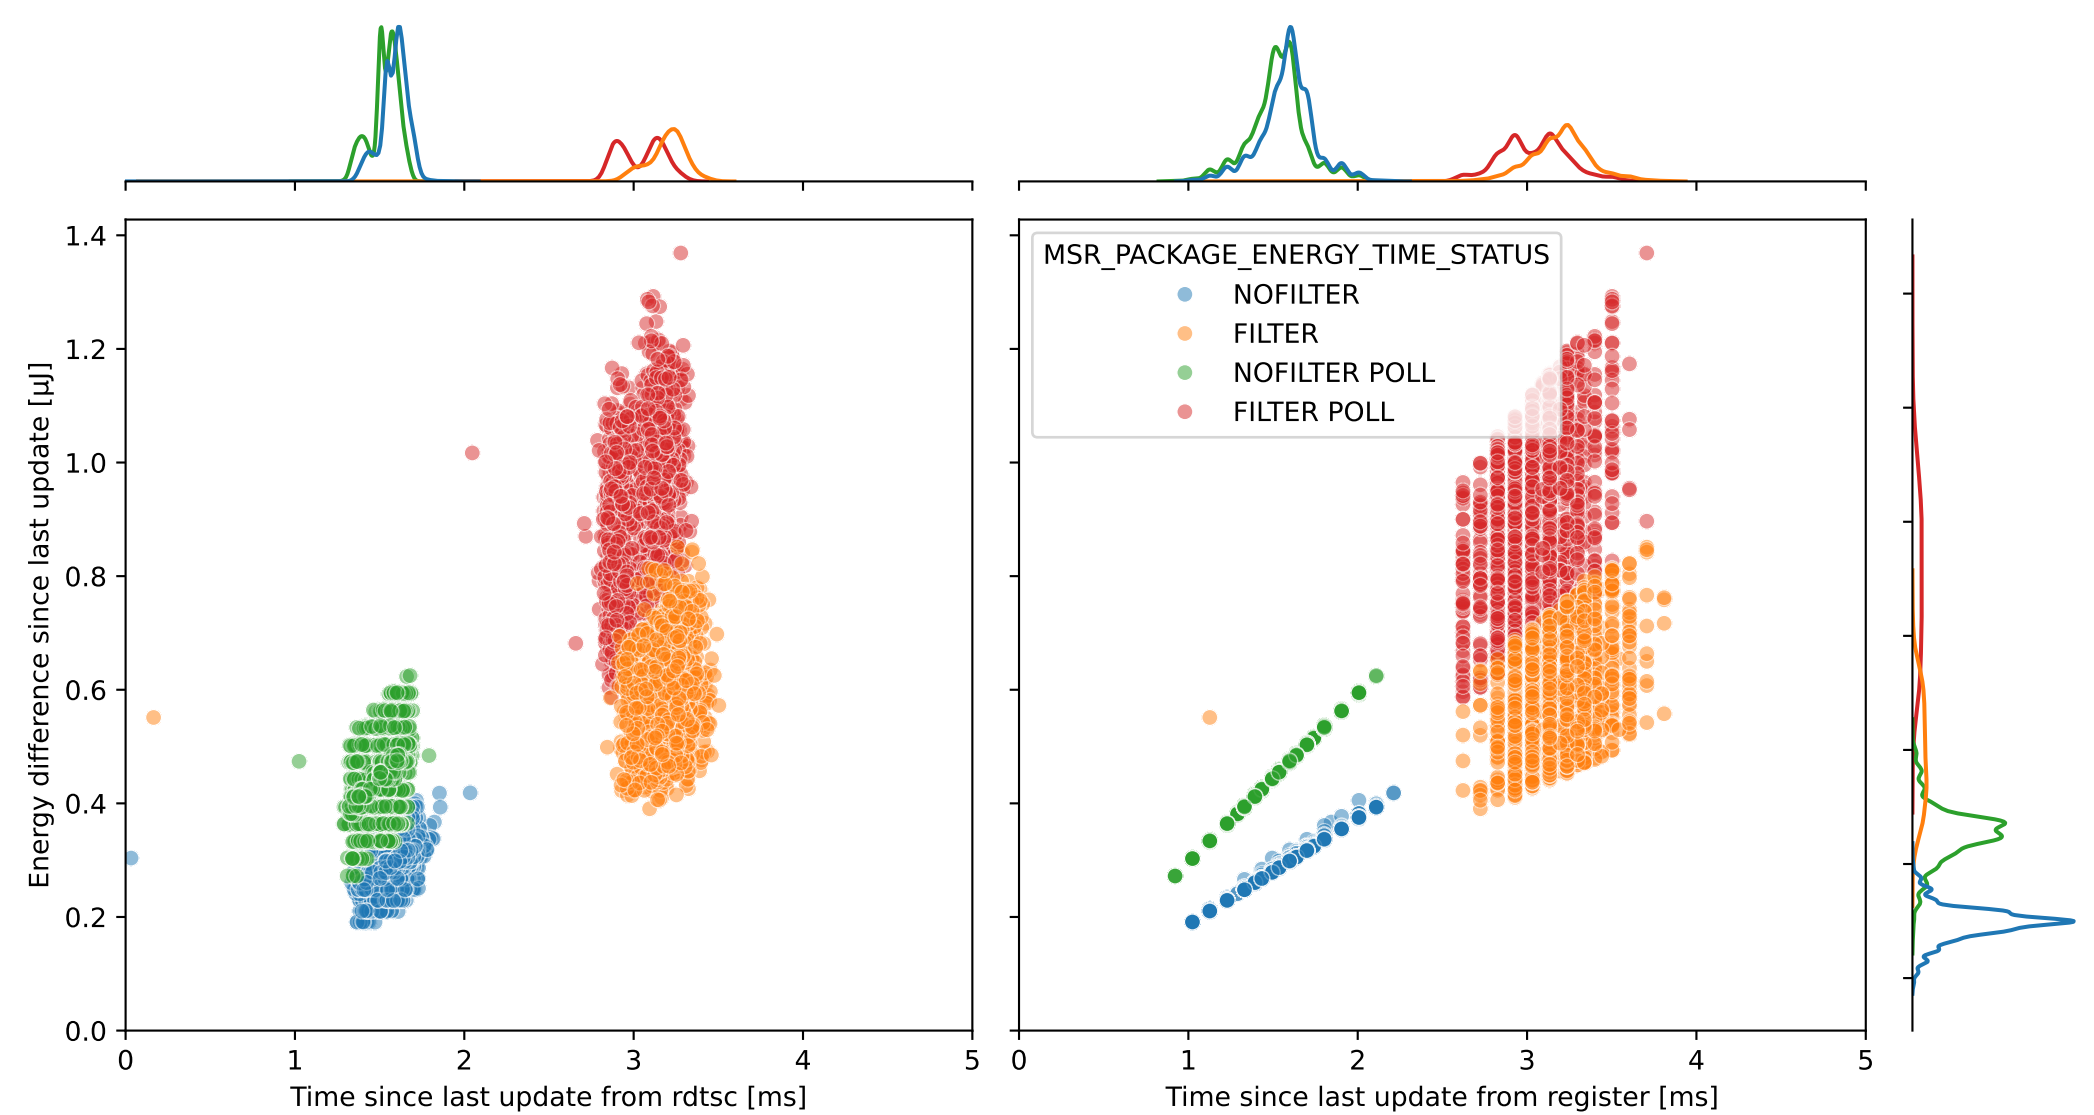 MSR_PACKAGE_ENERGY_TIME_STATUS
NOFILTER
FILTER
NOFILTER POLL
FILTER POLL
Energy difference since last update [µJ]
1.4
1.2
1.0
0.8
0.6
0.4
0.2
0.0
0 1 2 3 4 5
0 1 2 3 4 5
Time since last update from rdtsc [ms]
Time since last update from register [ms]